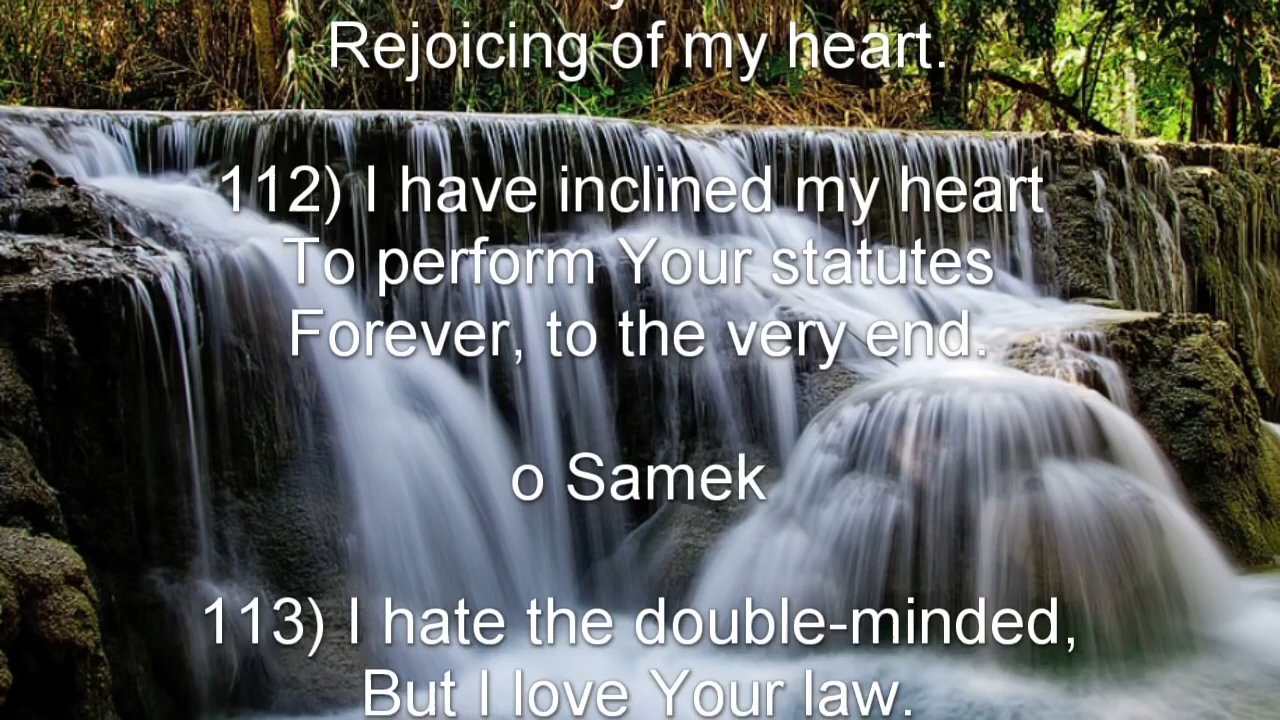 Rejoicing of my heart.
112) I have inclined my heart
To perform Your statutes
Forever, to the very end.
o Samek
113) I hate the double-minded,
But I love Your law.